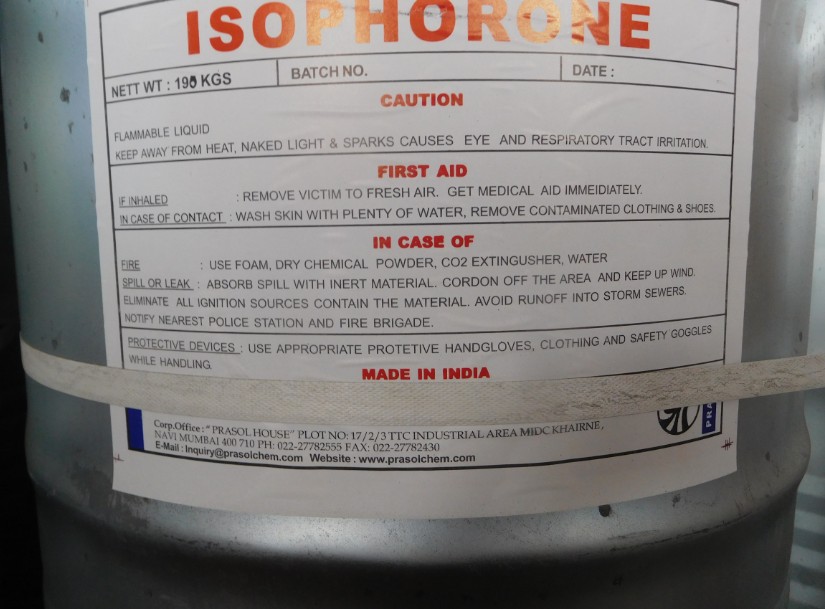 ISOPHORONE
NETT WT : 190 KGS BATCH NO. DATE :
CAUTION
FLAMMABLE LIQUID
KEEP AWAY FROM HEAT, NAKED LIGHT & SPARKS CAUSES EYE AND RESPIRATORY TRACT IRRITATION.
FIRST AID
IF INHALED : REMOVE VICTIM TO FRESH AIR. GET MEDICAL AID IMMEIDIATELY.
IN CASE OF CONTACT : WASH SKIN WITH PLENTY OF WATER, REMOVE CONTAMINATED CLOTHING & SHOES.
IN CASE OF
FIRE : USE FOAM, DRY CHEMICAL POWDER, CO2 EXTINGUSHER, WATER
SPILL OR LEAK : ABSORB SPILL WITH INERT MATERIAL. CORDON OFF THE AREA AND KEEP UP WIND.
ELIMINATE ALL IGNITION SOURCES CONTAIN THE MATERIAL. AVOID RUNOFF INTO STORM SEWERS.
NOTIFY NEAREST POLICE STATION AND FIRE BRIGADE.
PROTECTIVE DEVICES : USE APPROPRIATE PROTETIVE HANDGLOVES, CLOTHING AND SAFETY GOGGLES
WHILE HANDLING.
MADE IN INDIA
Corp.Office : "PRASOL HOUSE" PLOT NO: 17/2/3 TTC INDUSTRIAL AREA MIDC KHAIRNE,
NAVI MUMBAI 400 710 PH: 022-27782555 FAX: 022-27782430
E-Mail : Inquiry@prasolchem.com Website : www.prasolchem.com
PRA